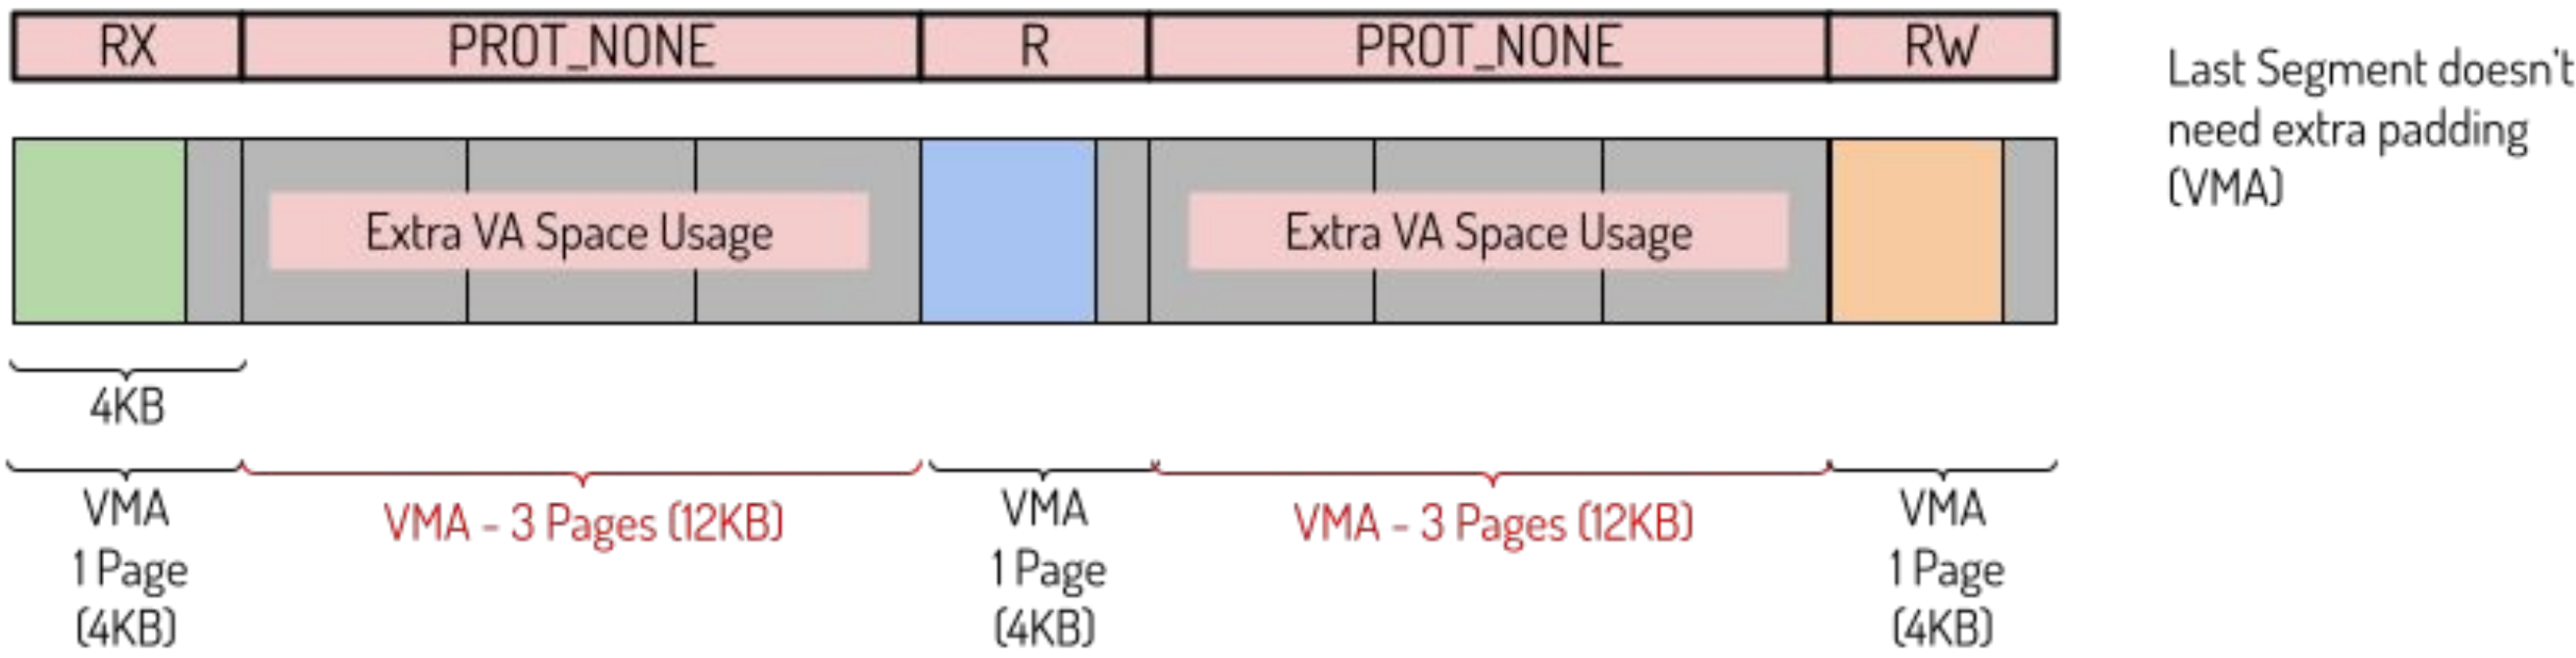 RX
PROT_NONE
R
PROT_NONE
RW
Last Segment doesn't
need extra padding
(VMA)
Extra VA Space Usage
Extra VA Space Usage
4KB
VMA
1 Page
(4KB)
VMA - 3 Pages (12KB)
VMA
1 Page
(4KB)
VMA - 3 Pages (12KB)
VMA
1 Page
(4KB)